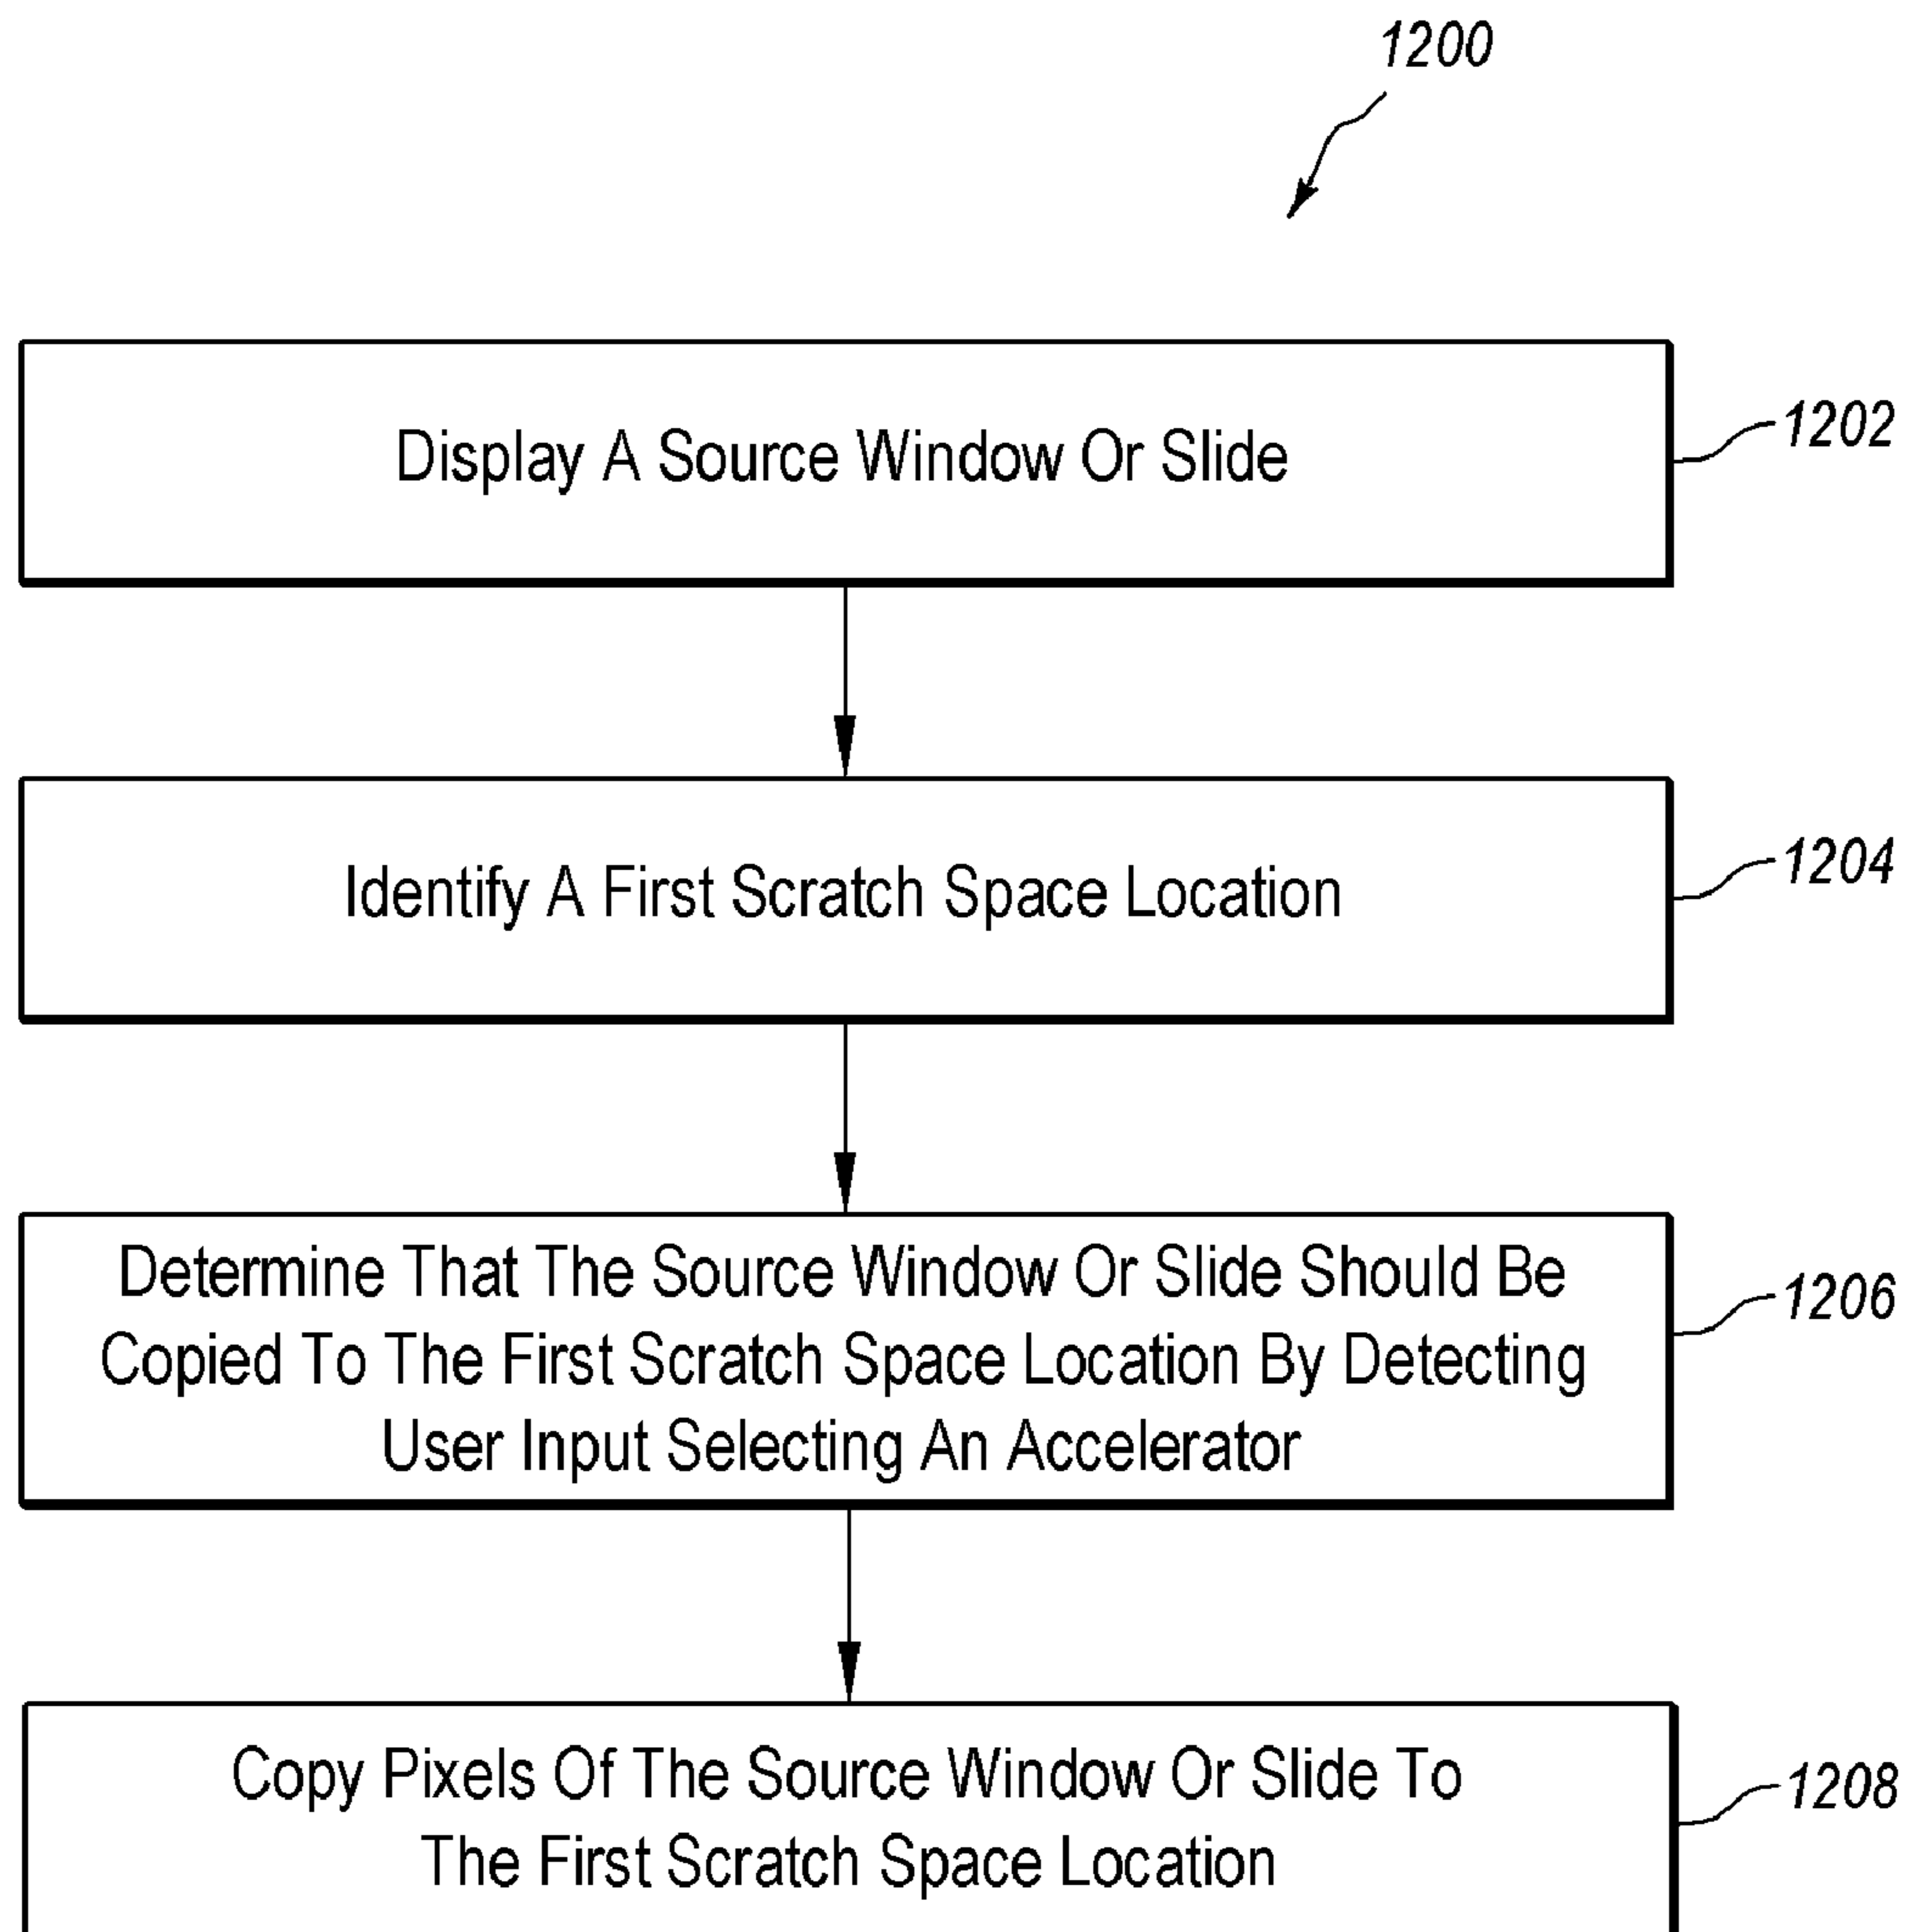 1200
Display A Source Window Or Slide
1202
Identify A First Scratch Space Location
1204
Determine That The Source Window Or Slide Should Be
Copied To The First Scratch Space Location By Detecting
User Input Selecting An Accelerator
1206
Copy Pixels Of The Source Window Or Slide To
The First Scratch Space Location
1208